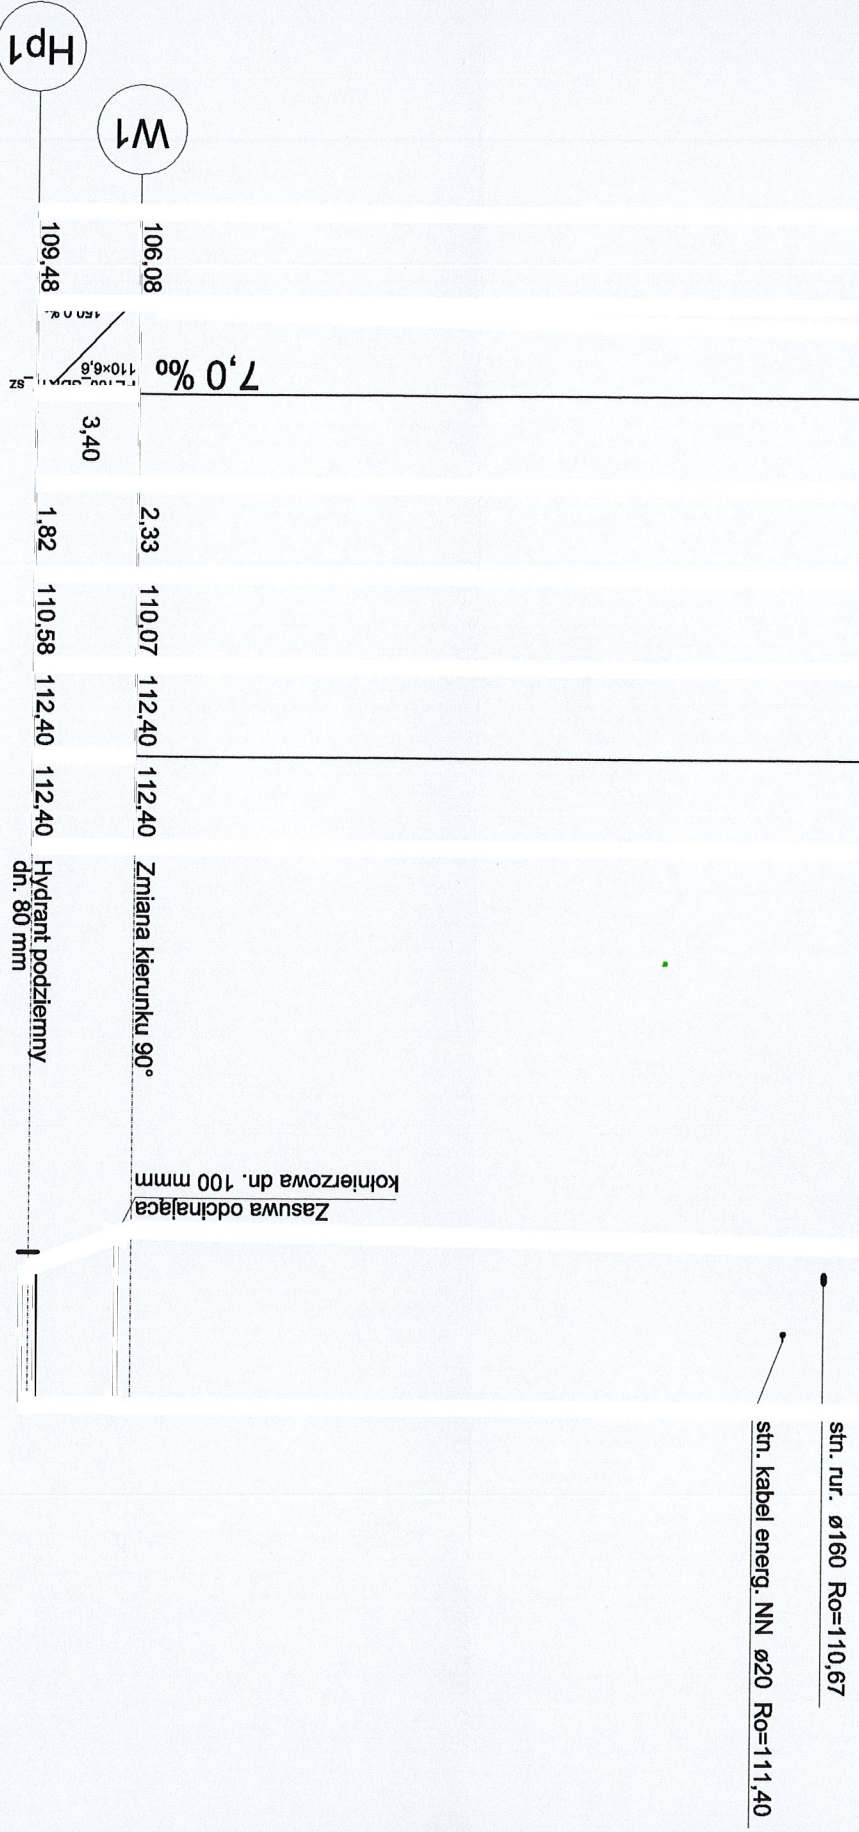 Hp1
W1
109,48
106,08
150,0 ‰
110×6,6
sz
7,0 ‰
3,40
1,82
2,33
110,58
110,07
112,40
112,40
112,40
112,40
Hydrant podziemny
dn. 80 mm
Zmiana kierunku 90°
Zasuwa odcinająca
kołnierzowa dn. 100 mmm
stn. rur. ø160 Ro=110,67
stn. kabel energ. NN ø20 Ro=111,40